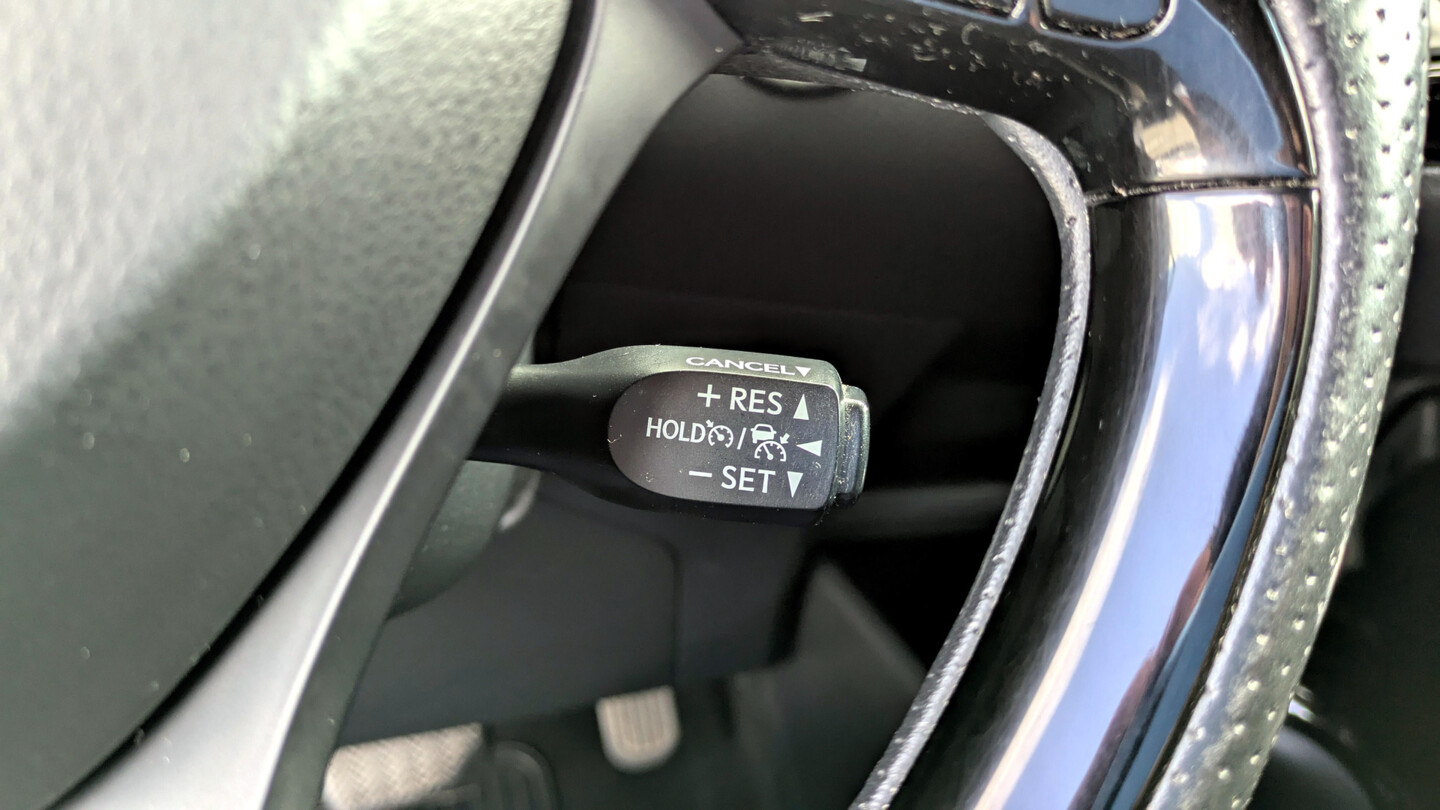 CANCEL▼
+ RES ▲
HOLD / ◀
− SET ▼